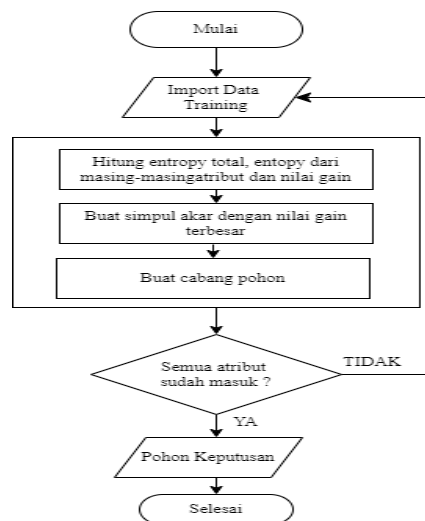 Mulai
Import Data
Training
Hitung entropy total, entopy dari
masing-masingatribut dan nilai gain
Buat simpul akar dengan nilai gain
terbesar
Buat cabang pohon
Semua atribut
sudah masuk ?
TIDAK
YA
Pohon Keputusan
Selesai